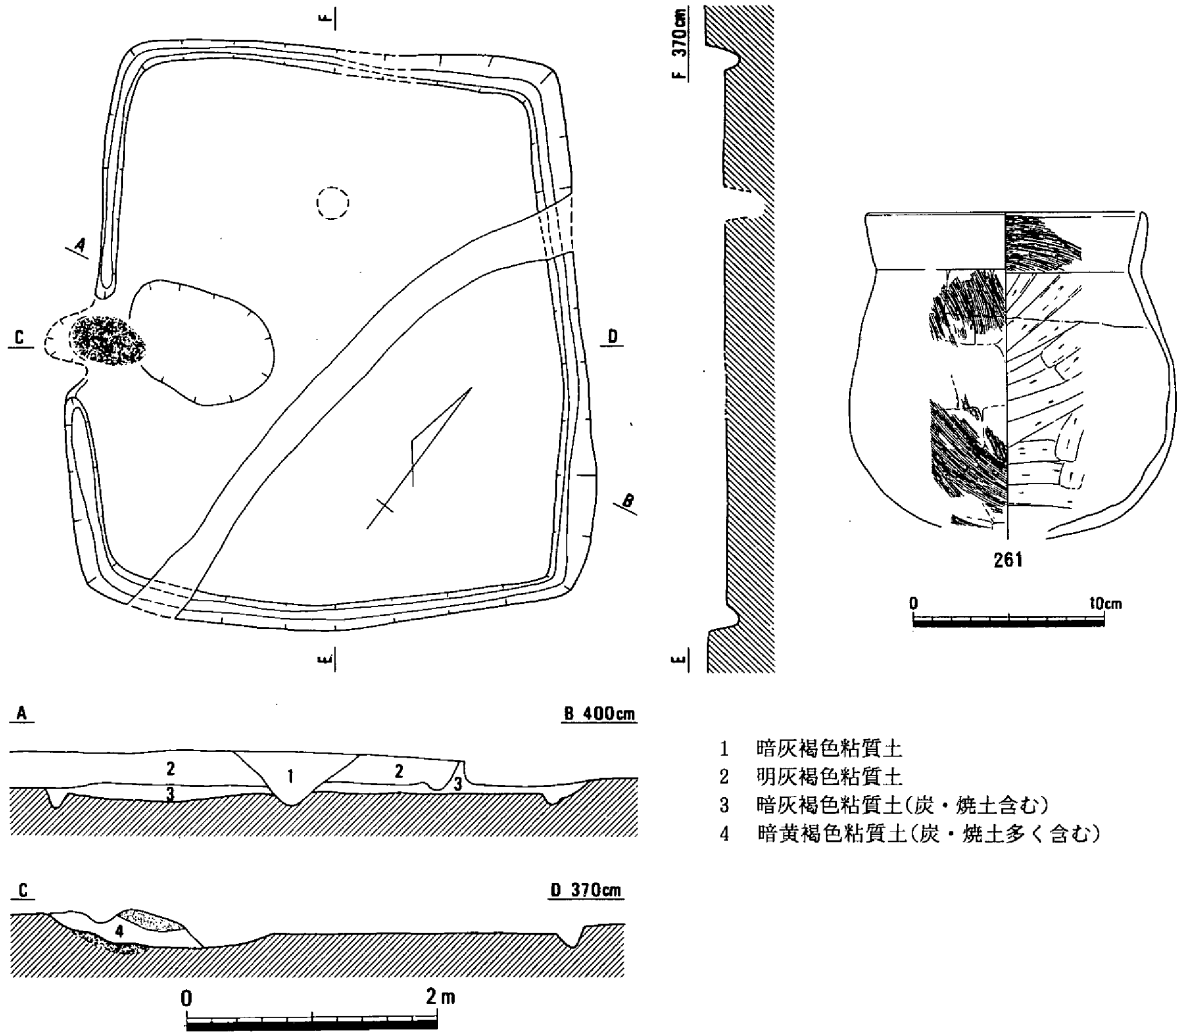 F
A
C
D
B
E
F 370cm
E
261
0 10cm
A B 400cm
2 1 2 3
3
C D 370cm
4
0 2m
1 暗灰褐色粘質土
2 明灰褐色粘質土
3 暗灰褐色粘質土(炭・焼土含む)
4 暗黄褐色粘質土(炭・焼土多く含む)